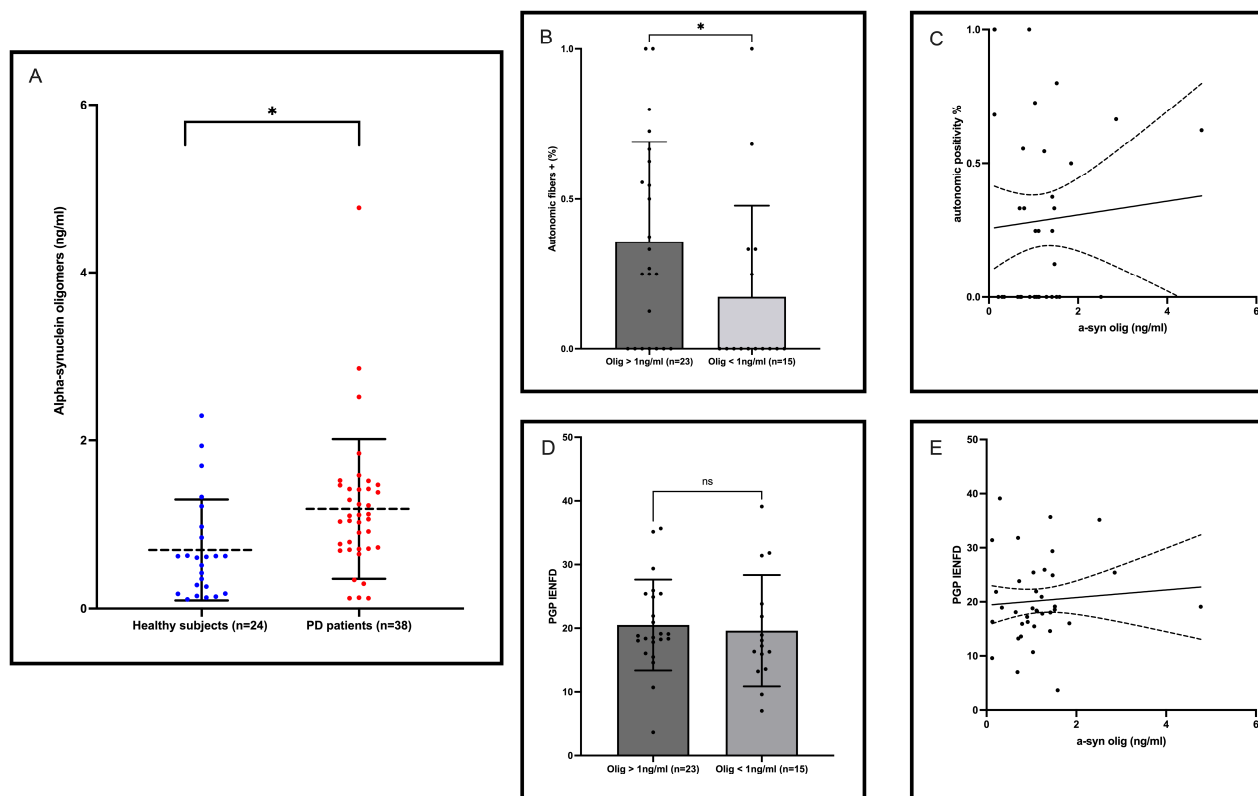 A
*
6
4
2
0
Alpha-synuclein oligomers (ng/ml)
Healthy subjects (n=24)
PD patients (n=38)
B
*
1.0
0.5
0.0
Autonomic fibers + (%)
Olig > 1ng/ml (n=23)
Olig < 1ng/ml (n=15)
C
1.0
0.5
0.0
autonomic positivity %
0 2 4 6
a-syn olig (ng/ml)
D
ns
50
40
30
20
10
0
PGP IENFD
Olig > 1ng/ml (n=23)
Olig < 1ng/ml (n=15)
E
50
40
30
20
10
0
PGP IENFD
0 2 4 6
a-syn olig (ng/ml)